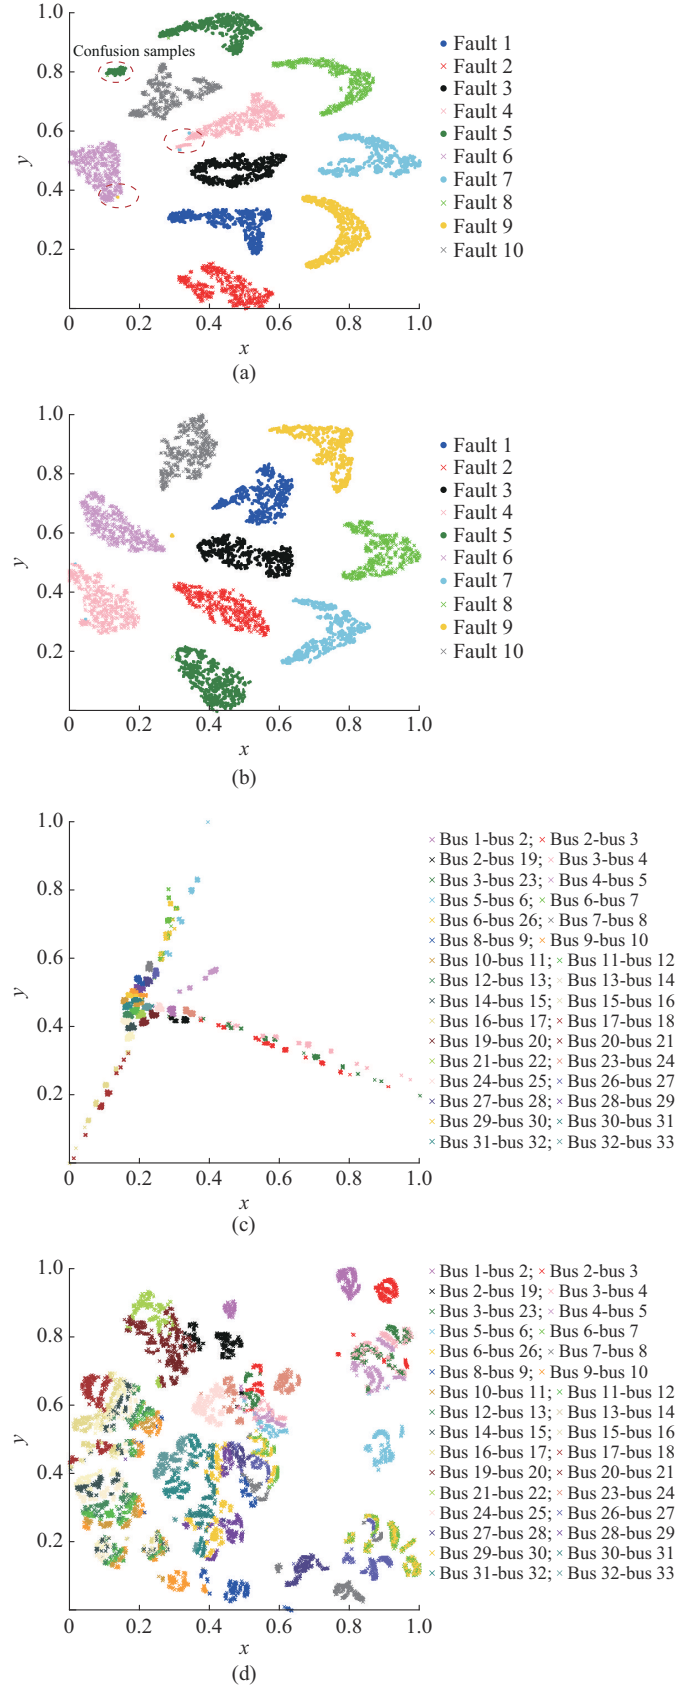 1.0
Confusion samples
Fault 1
Fault 2
0.8
Fault 3
Fault 4
0.6
Fault 5
y
Fault 6
0.4
Fault 7
Fault 8
0.2
Fault 9
Fault 10
0 0.2 0.4 0.6 0.8 1.0
x
(a)
1.0
Fault 1
0.8
Fault 2
Fault 3
0.6
Fault 4
y
Fault 5
Fault 6
0.4
Fault 7
Fault 8
0.2
Fault 9
Fault 10
0 0.2 0.4 0.6 0.8 1.0
x
(b)
1.0
Bus 1-bus 2; Bus 2-bus 3
Bus 2-bus 19; Bus 3-bus 4
0.8
Bus 3-bus 23; Bus 4-bus 5
Bus 5-bus 6; Bus 6-bus 7
Bus 6-bus 26; Bus 7-bus 8
0.6
Bus 8-bus 9; Bus 9-bus 10
Bus 10-bus 11; Bus 11-bus 12
y
Bus 12-bus 13; Bus 13-bus 14
Bus 14-bus 15; Bus 15-bus 16
0.4
Bus 16-bus 17; Bus 17-bus 18
Bus 19-bus 20; Bus 20-bus 21
Bus 21-bus 22; Bus 23-bus 24
0.2
Bus 24-bus 25; Bus 26-bus 27
Bus 27-bus 28; Bus 28-bus 29
Bus 29-bus 30; Bus 30-bus 31
Bus 31-bus 32; Bus 32-bus 33
0 0.2 0.4 0.6 0.8 1.0
x
(c)
1.0
Bus 1-bus 2; Bus 2-bus 3
Bus 2-bus 19; Bus 3-bus 4
0.8
Bus 3-bus 23; Bus 4-bus 5
Bus 5-bus 6; Bus 6-bus 7
Bus 6-bus 26; Bus 7-bus 8
0.6
Bus 8-bus 9; Bus 9-bus 10
Bus 10-bus 11; Bus 11-bus 12
y
Bus 12-bus 13; Bus 13-bus 14
Bus 14-bus 15; Bus 15-bus 16
0.4
Bus 16-bus 17; Bus 17-bus 18
Bus 19-bus 20; Bus 20-bus 21
Bus 21-bus 22; Bus 23-bus 24
0.2
Bus 24-bus 25; Bus 26-bus 27
Bus 27-bus 28; Bus 28-bus 29
Bus 29-bus 30; Bus 30-bus 31
Bus 31-bus 32; Bus 32-bus 33
0 0.2 0.4 0.6 0.8 1.0
x
(d)